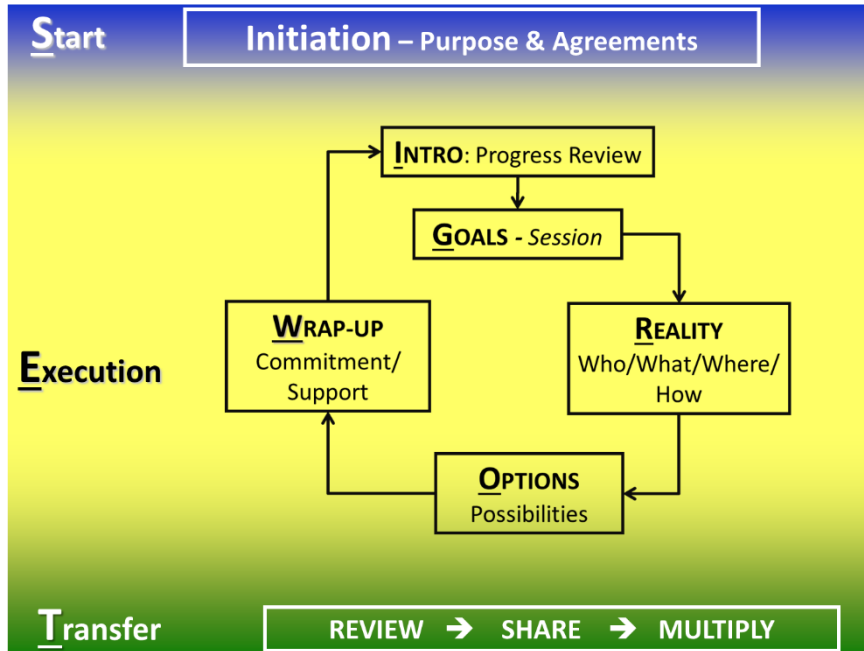 Start
Initiation – Purpose & Agreements
INTRO: Progress Review
GOALS - Session
WRAP-UP
Commitment/
Support
REALITY
Who/What/Where/
How
Execution
OPTIONS
Possibilities
Transfer
REVIEW → SHARE → MULTIPLY